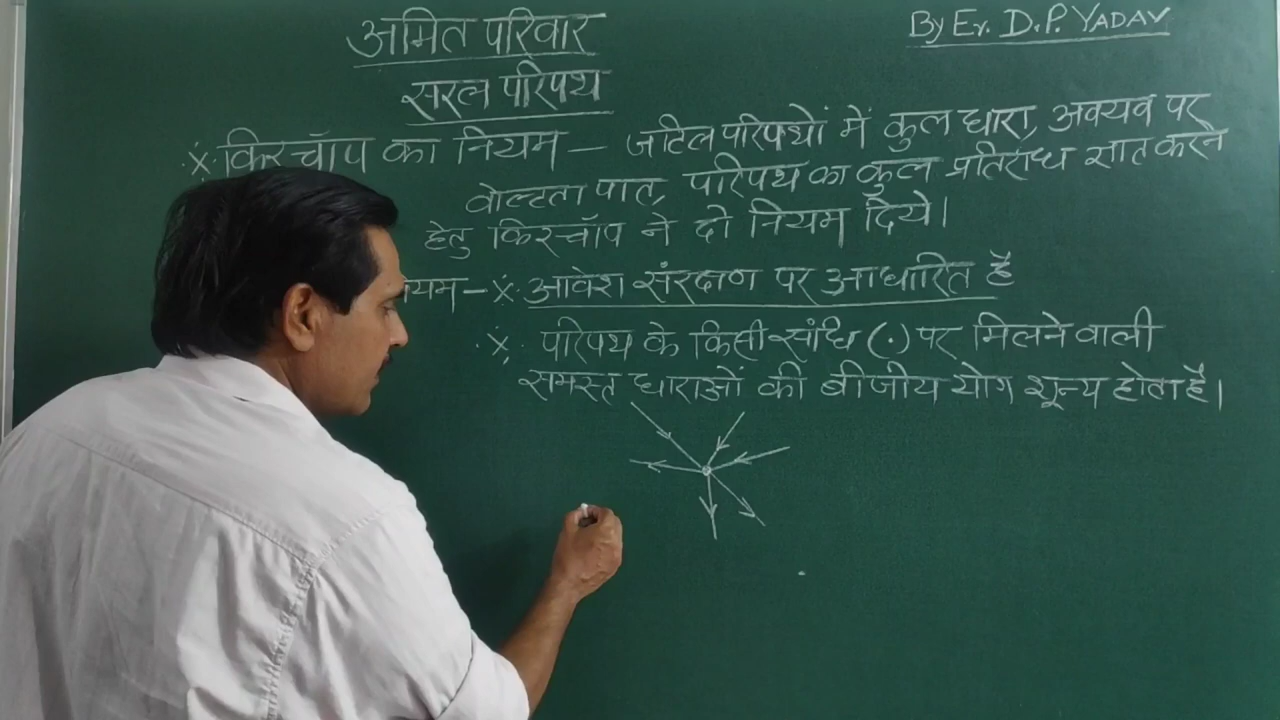 अमित परिवार
By Er. D.P. YADAV
सरल परिपथ
किरचॉप का नियम – जटिल परिपथों में कुल धारा, अवयव पर
वोल्टता पात, परिपथ का कुल प्रतिरोध ज्ञात करने
हेतु किरचॉप ने दो नियम दिये।
यम – आवेश संरक्षण पर आधारित है
परिपथ के किसी संधि (.) पर मिलने वाली
समस्त धाराओं की बीजीय योग शून्य होता है।